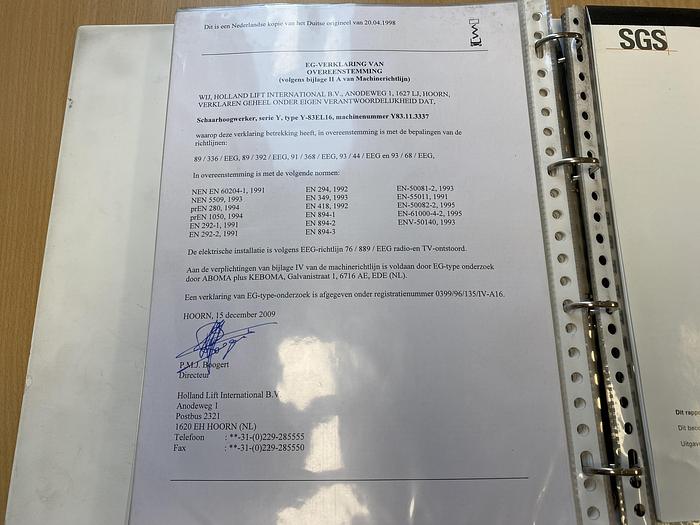 Dit is een Nederlandse kopie van het Duitse origineel van 20.04.1998
EG-VERKLARING VAN
OVEREENSTEMMING
(volgens bijlage II A van Machinerichtlijn)
WIJ, HOLLAND LIFT INTERNATIONAL B.V., ANODEWEG 1, 1627 LJ, HOORN,
VERKLAREN GEHEEL ONDER EIGEN VERANTWOORDELIJKHEID DAT,
Schaarhoogwerker, serie Y, type Y-83EL16, machinenummer Y83.11.3337
waarop deze verklaring betrekking heeft, in overeenstemming is met de bepalingen van de
richtlijnen:
89 / 336 / EEG, 89 / 392 / EEG, 91 / 368 / EEG, 93 / 44 / EEG en 93 / 68 / EEG,
In overeenstemming is met de volgende normen:
NEN EN 60204-1, 1991 EN 294, 1992 EN-50081-2, 1993
NEN 5509, 1993 EN 349, 1993 EN-55011, 1991
prEN 280, 1994 EN 418, 1992 EN-50082-2, 1995
prEN 1050, 1994 EN 894-1 EN-61000-4-2, 1995
EN 292-1, 1991 EN 894-2 ENV-50140, 1993
EN 292-2, 1991 EN 894-3
De elektrische installatie is volgens EEG-richtlijn 76 / 889 / EEG radio-en TV-ontstoord.
Aan de verplichtingen van bijlage IV van de machinerichtlijn is voldaan door EG-type onderzoek
door ABOMA plus KEBOMA, Galvanistraat 1, 6716 AE, EDE (NL).
Een verklaring van EG-type-onderzoek is afgegeven onder registratienummer 0399/96/135/IV-A16.
HOORN, 15 december 2009
P.M.J. Boogert
Directeur
Holland Lift International B.V.
Anodeweg 1
Postbus 2321
1620 EH HOORN (NL)
Telefoon : **-31-(0)229-285555
Fax : **-31-(0)229-285550
SGS
Dit rappo
Uitgav